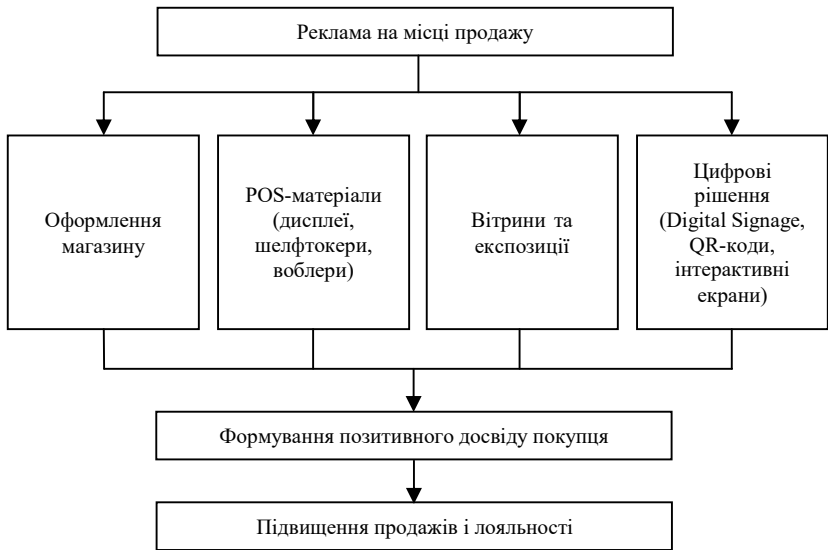 Реклама на місці продажу
Оформлення
магазину
POS-матеріали
(дисплеї,
шелфтокери,
воблери)
Вітрини та
експозиції
Цифрові
рішення
(Digital Signage,
QR-коди,
інтерактивні
екрани)
Формування позитивного досвіду покупця
Підвищення продажів і лояльності